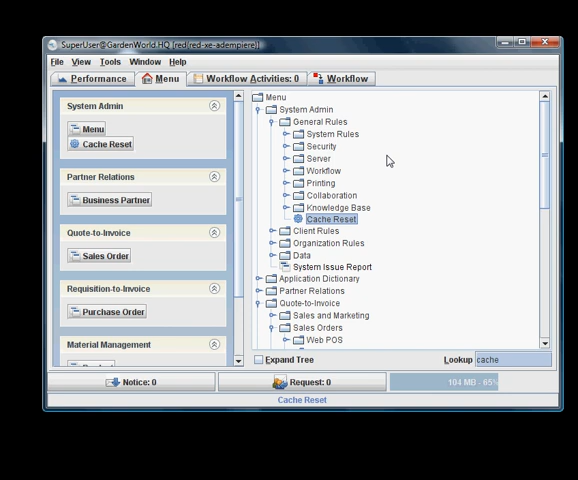 SuperUser@GardenWorld.HQ [red{red-xe-adempiere}]
File View Tools Window Help
Performance Menu Workflow Activities: 0 Workflow
System Admin
Menu
Cache Reset
Partner Relations
Business Partner
Quote-to-Invoice
Sales Order
Requisition-to-Invoice
Purchase Order
Material Management
Menu
System Admin
General Rules
System Rules
Security
Server
Workflow
Printing
Collaboration
Knowledge Base
Cache Reset
Client Rules
Organization Rules
Data
System Issue Report
Application Dictionary
Partner Relations
Quote-to-Invoice
Sales and Marketing
Sales Orders
Web POS
Expand Tree Lookup cache
Notice: 0 Request: 0 104 MB - 65%
Cache Reset